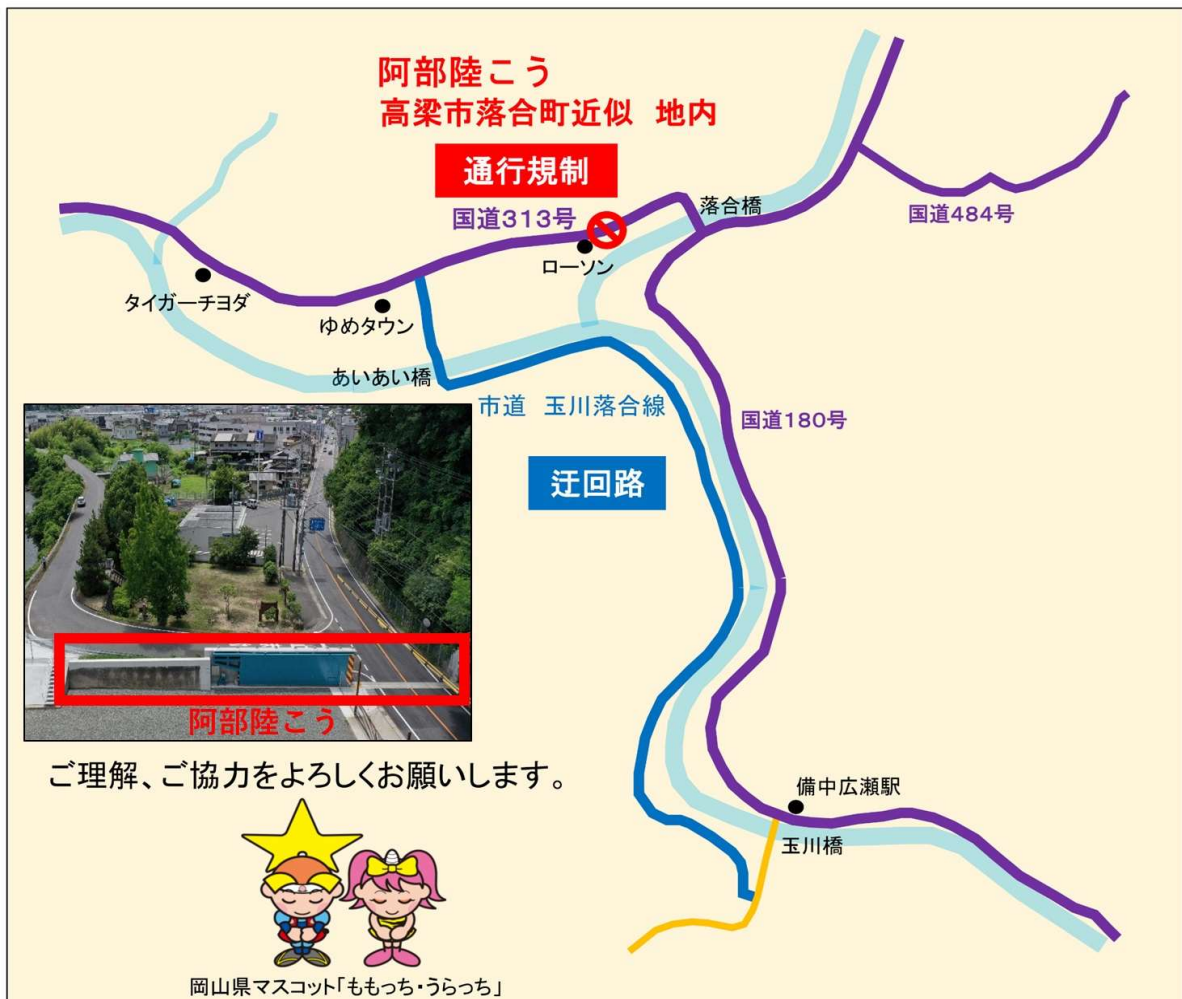 阿部陸こう
高梁市落合町近似 地内
通行規制
国道313号
落合橋
国道484号
ローソン
タイガーチヨダ
ゆめタウン
あいあい橋
市道 玉川落合線
国道180号
迂回路
阿部陸こう
ご理解、ご協力をよろしくお願いします。
備中広瀬駅
玉川橋
岡山県マスコット「ももっち・うらっち」